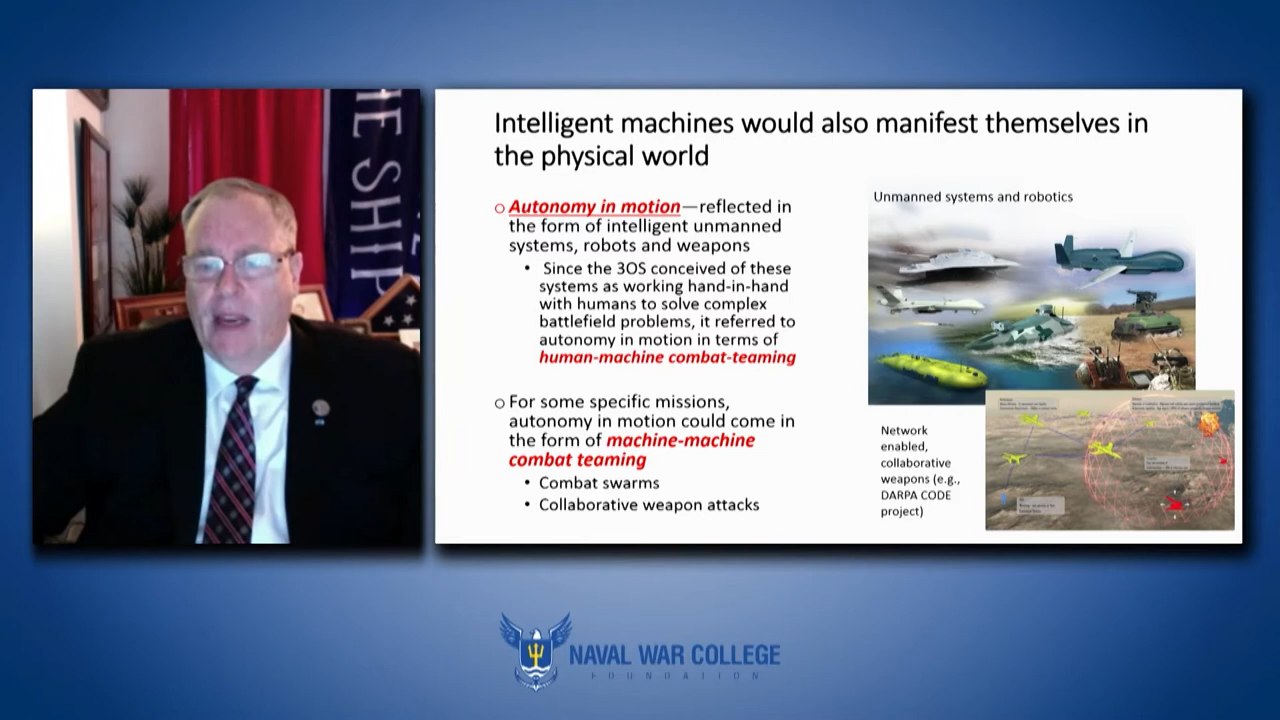 HE SHIP
Intelligent machines would also manifest themselves in
the physical world
Autonomy in motion—reflected in
the form of intelligent unmanned
systems, robots and weapons
• Since the 3OS conceived of these
systems as working hand-in-hand
with humans to solve complex
battlefield problems, it referred to
autonomy in motion in terms of
human-machine combat-teaming
For some specific missions,
autonomy in motion could come in
the form of machine-machine
combat teaming
• Combat swarms
• Collaborative weapon attacks
Unmanned systems and robotics
Network
enabled,
collaborative
weapons (e.g.,
DARPA CODE
project)
NAVAL WAR COLLEGE
FOUNDATION